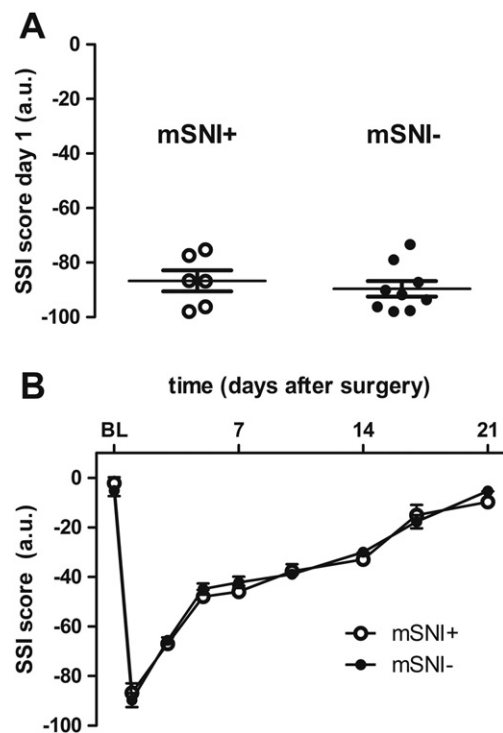 A
SSI score day 1 (a.u.)
0
-20
-40
-60
-80
-100
mSNI+
mSNI-
B
time (days after surgery)
BL
7
14
21
SSI score (a.u.)
0
-20
-40
-60
-80
-100
mSNI+
mSNI-